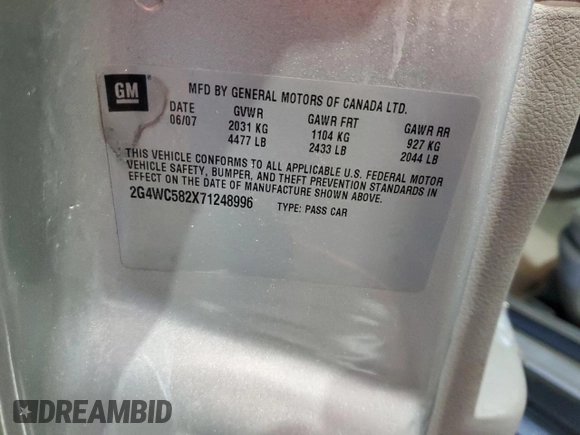 GM
MFD BY GENERAL MOTORS OF CANADA LTD.
DATE GVWR GAWR FRT GAWR RR
06/07 2031 KG 1104 KG 927 KG
4477 LB 2433 LB 2044 LB
THIS VEHICLE CONFORMS TO ALL APPLICABLE U.S. FEDERAL MOTOR
VEHICLE SAFETY, BUMPER, AND THEFT PREVENTION STANDARDS IN
EFFECT ON THE DATE OF MANUFACTURE SHOWN ABOVE.
2G4WC582X71248996 TYPE: PASS CAR
DREAMBID